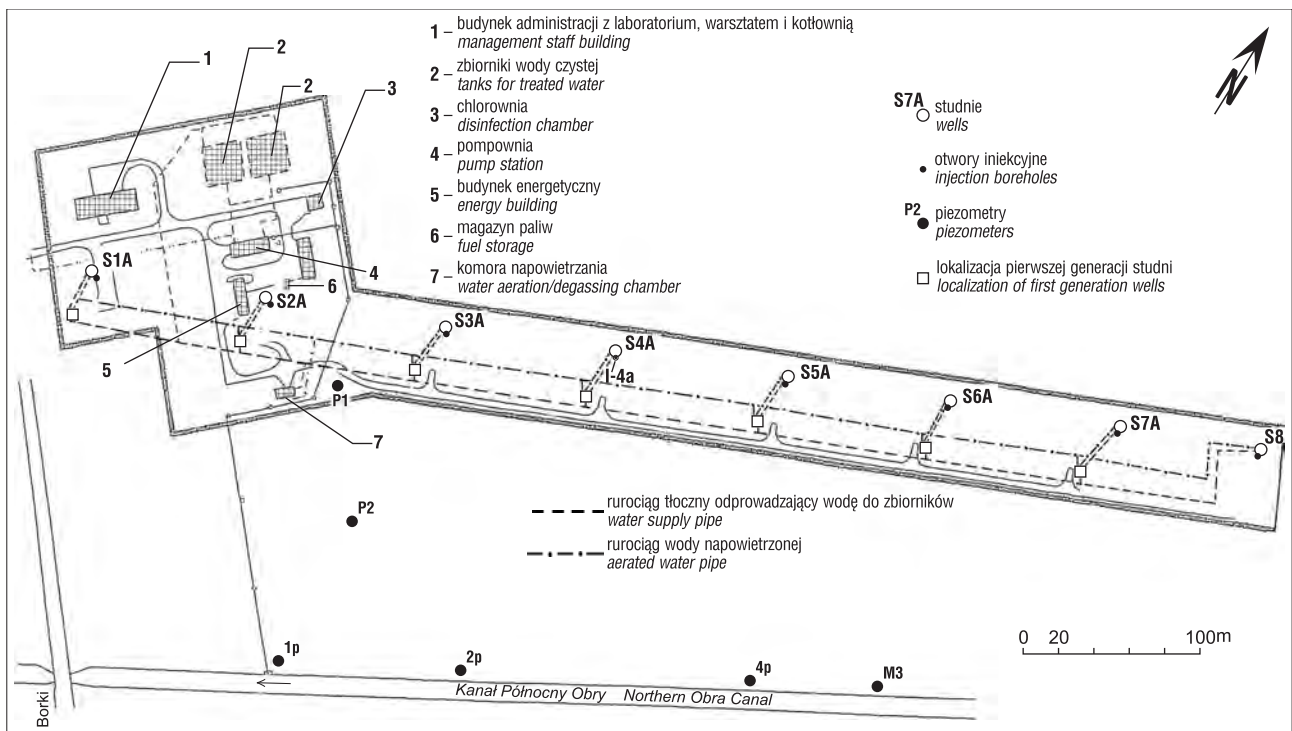 1 – budynek administracji z laboratorium, warsztatem i kotłownią
management staff building
2 – zbiorniki wody czystej
tanks for treated water
3 – chlorownia
disinfection chamber
4 – pompownia
pump station
5 – budynek energetyczny
energy building
6 – magazyn paliw
fuel storage
7 – komora napowietrzania
water aeration/degassing chamber
N
S7A studnie
wells
otwory iniekcyjne
injection boreholes
P2 piezometry
piezometers
lokalizacja pierwszej generacji studni
localization of first generation wells
1
2
2
3
4
6
5
7
S1A
S2A
S3A
S4A
I-4a
S5A
S6A
S7A
S8
P1
P2
rurociąg tłoczny odprowadzający wodę do zbiorników
water supply pipe
rurociąg wody napowietrzonej
aerated water pipe
0 20 100m
1p
2p
4p
M3
Kanał Północny Obry Northern Obra Canal
Borki